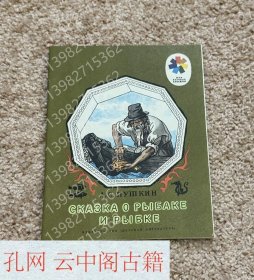 А. С. ПУШКИН
СКАЗКА О РЫБАКЕ
И РЫБКЕ
13982715362
孔网 云中阁古籍